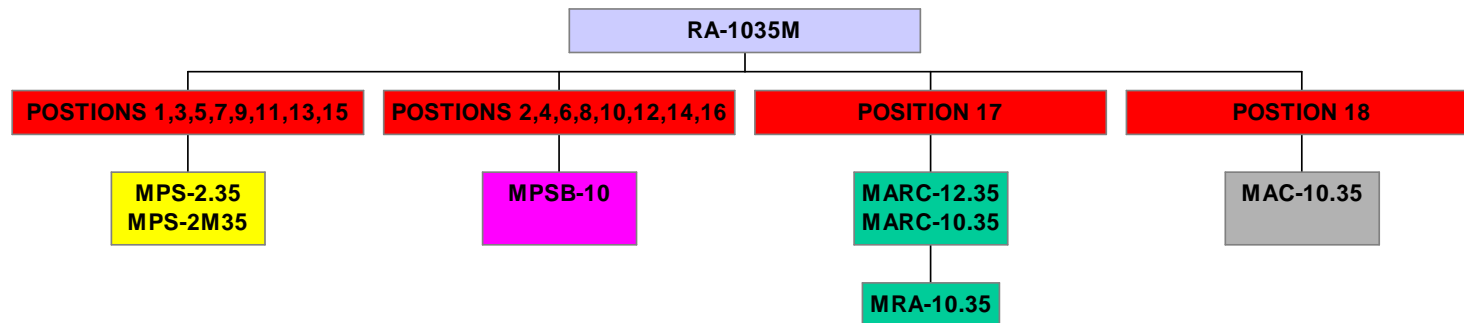 RA-1035M
POSTIONS 1,3,5,7,9,11,13,15
POSTIONS 2,4,6,8,10,12,14,16
POSITION 17
POSTION 18
MPS-2.35
MPS-2M35
MPSB-10
MARC-12.35
MARC-10.35
MAC-10.35
MRA-10.35